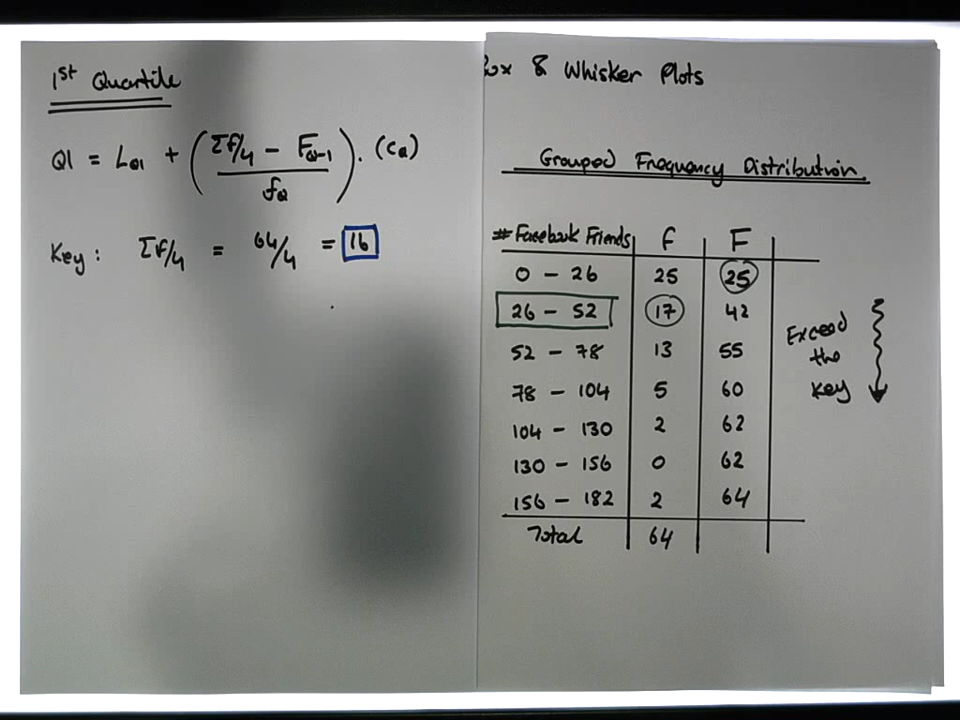 1st Quartile
Q1 = LQ1 + ((Σf/4 − FQ-1)/fQ) . (CQ)
Key: Σf/4 = 64/4 = 16
& Whisker Plots
Grouped Frequency Distribution.
# Facebook Friends f F
0 – 26 25 25
26 – 52 17 42
52 – 78 13 55
78 – 104 5 60
104 – 130 2 62
130 – 156 0 62
156 – 182 2 64
Total 64
Exceed
the
Key